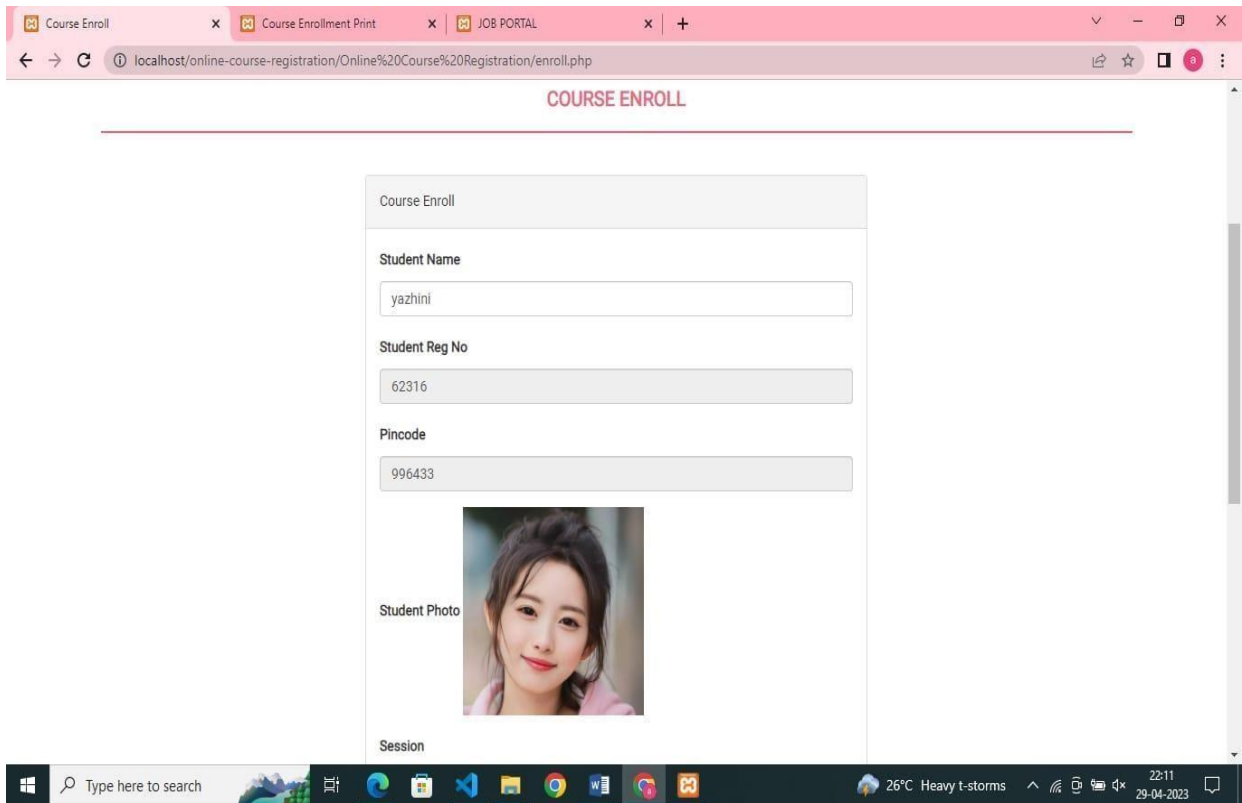 Course Enroll
Course Enrollment Print
JOB PORTAL
localhost/online-course-registration/Online%20Course%20Registration/enroll.php
a
COURSE ENROLL
Course Enroll
Student Name
yazhini
Student Reg No
62316
Pincode
996433
Student Photo
Session
Type here to search
26°C Heavy t-storms
22:11
29-04-2023